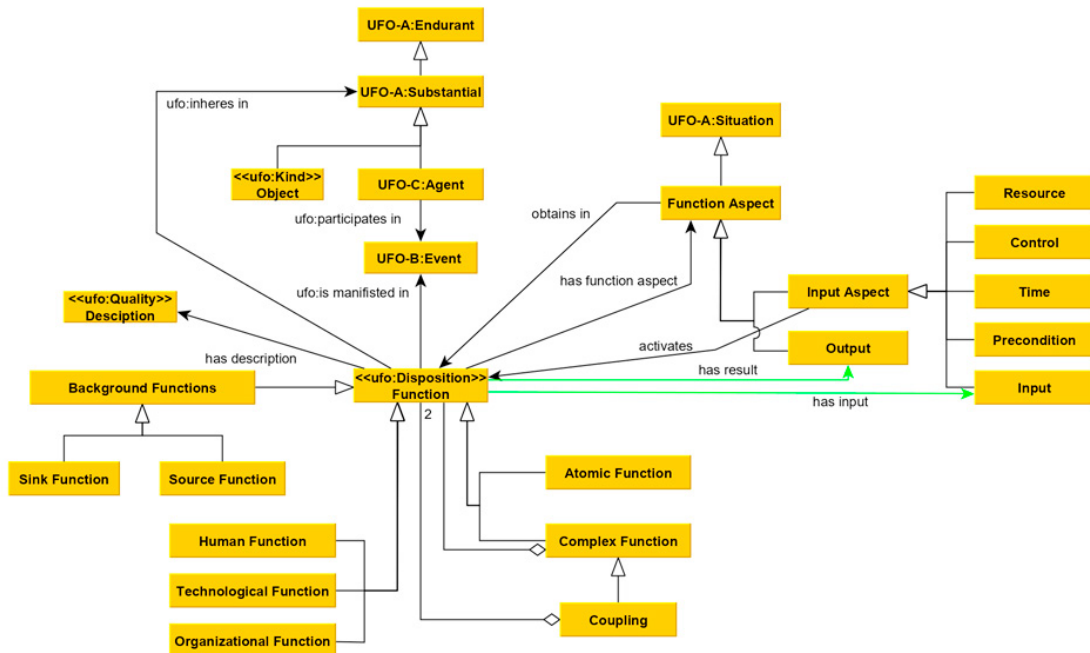 UFO-A:Endurant
ufo:inheres in
UFO-A:Substantial
UFO-A:Situation
<<ufo:Kind>>
Object
UFO-C:Agent
Function Aspect
Resource
ufo:participates in
obtains in
Control
UFO-B:Event
has function aspect
ufo:is manifisted in
Input Aspect
Time
<<ufo:Quality>>
Desciption
Precondition
activates
Output
has description
has result
Background Functions
<<ufo:Disposition>>
Function
Input
has input
2
Sink Function
Source Function
Atomic Function
Human Function
Complex Function
Technological Function
Coupling
Organizational Function